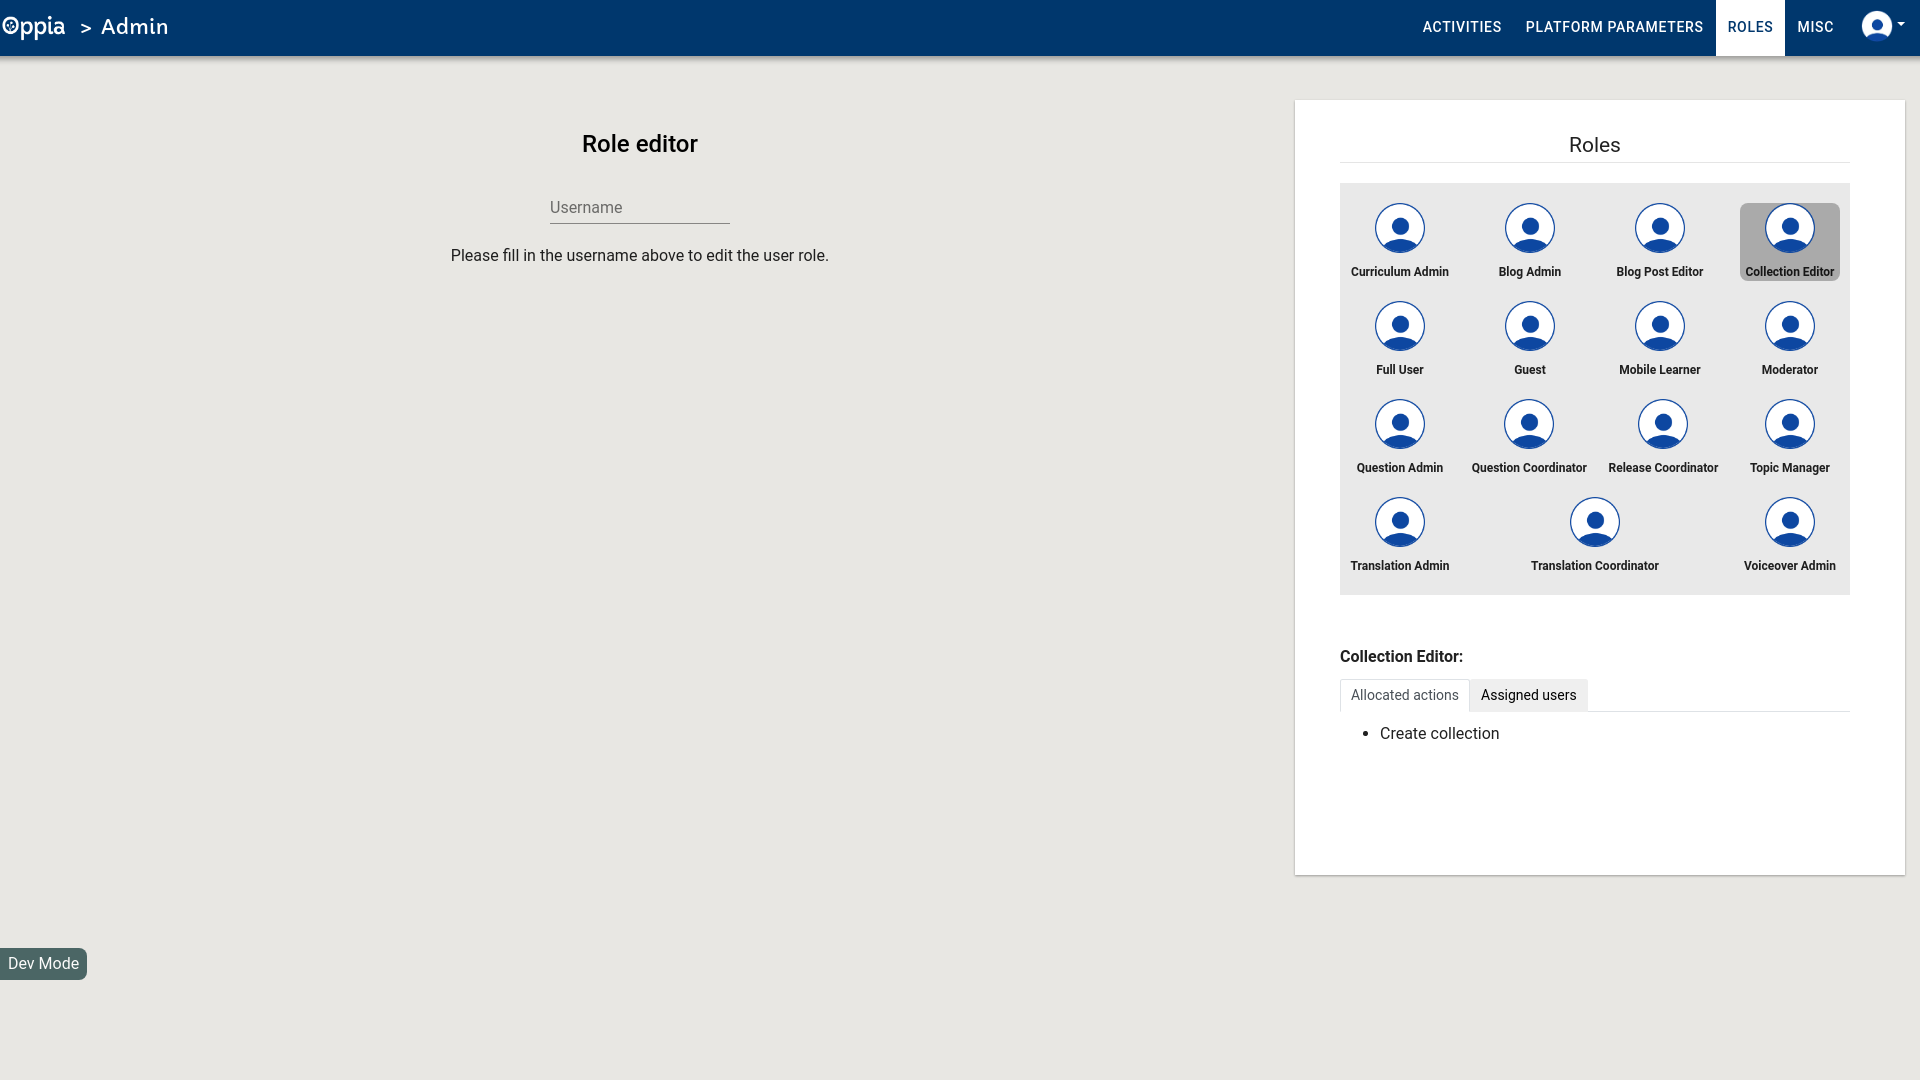 Oppia > Admin
ACTIVITIES PLATFORM PARAMETERS ROLES MISC
Role editor
Username
Please fill in the username above to edit the user role.
Roles
Curriculum Admin Blog Admin Blog Post Editor Collection Editor
Full User Guest Mobile Learner Moderator
Question Admin Question Coordinator Release Coordinator Topic Manager
Translation Admin Translation Coordinator Voiceover Admin
Collection Editor:
Allocated actions Assigned users
• Create collection
Dev Mode